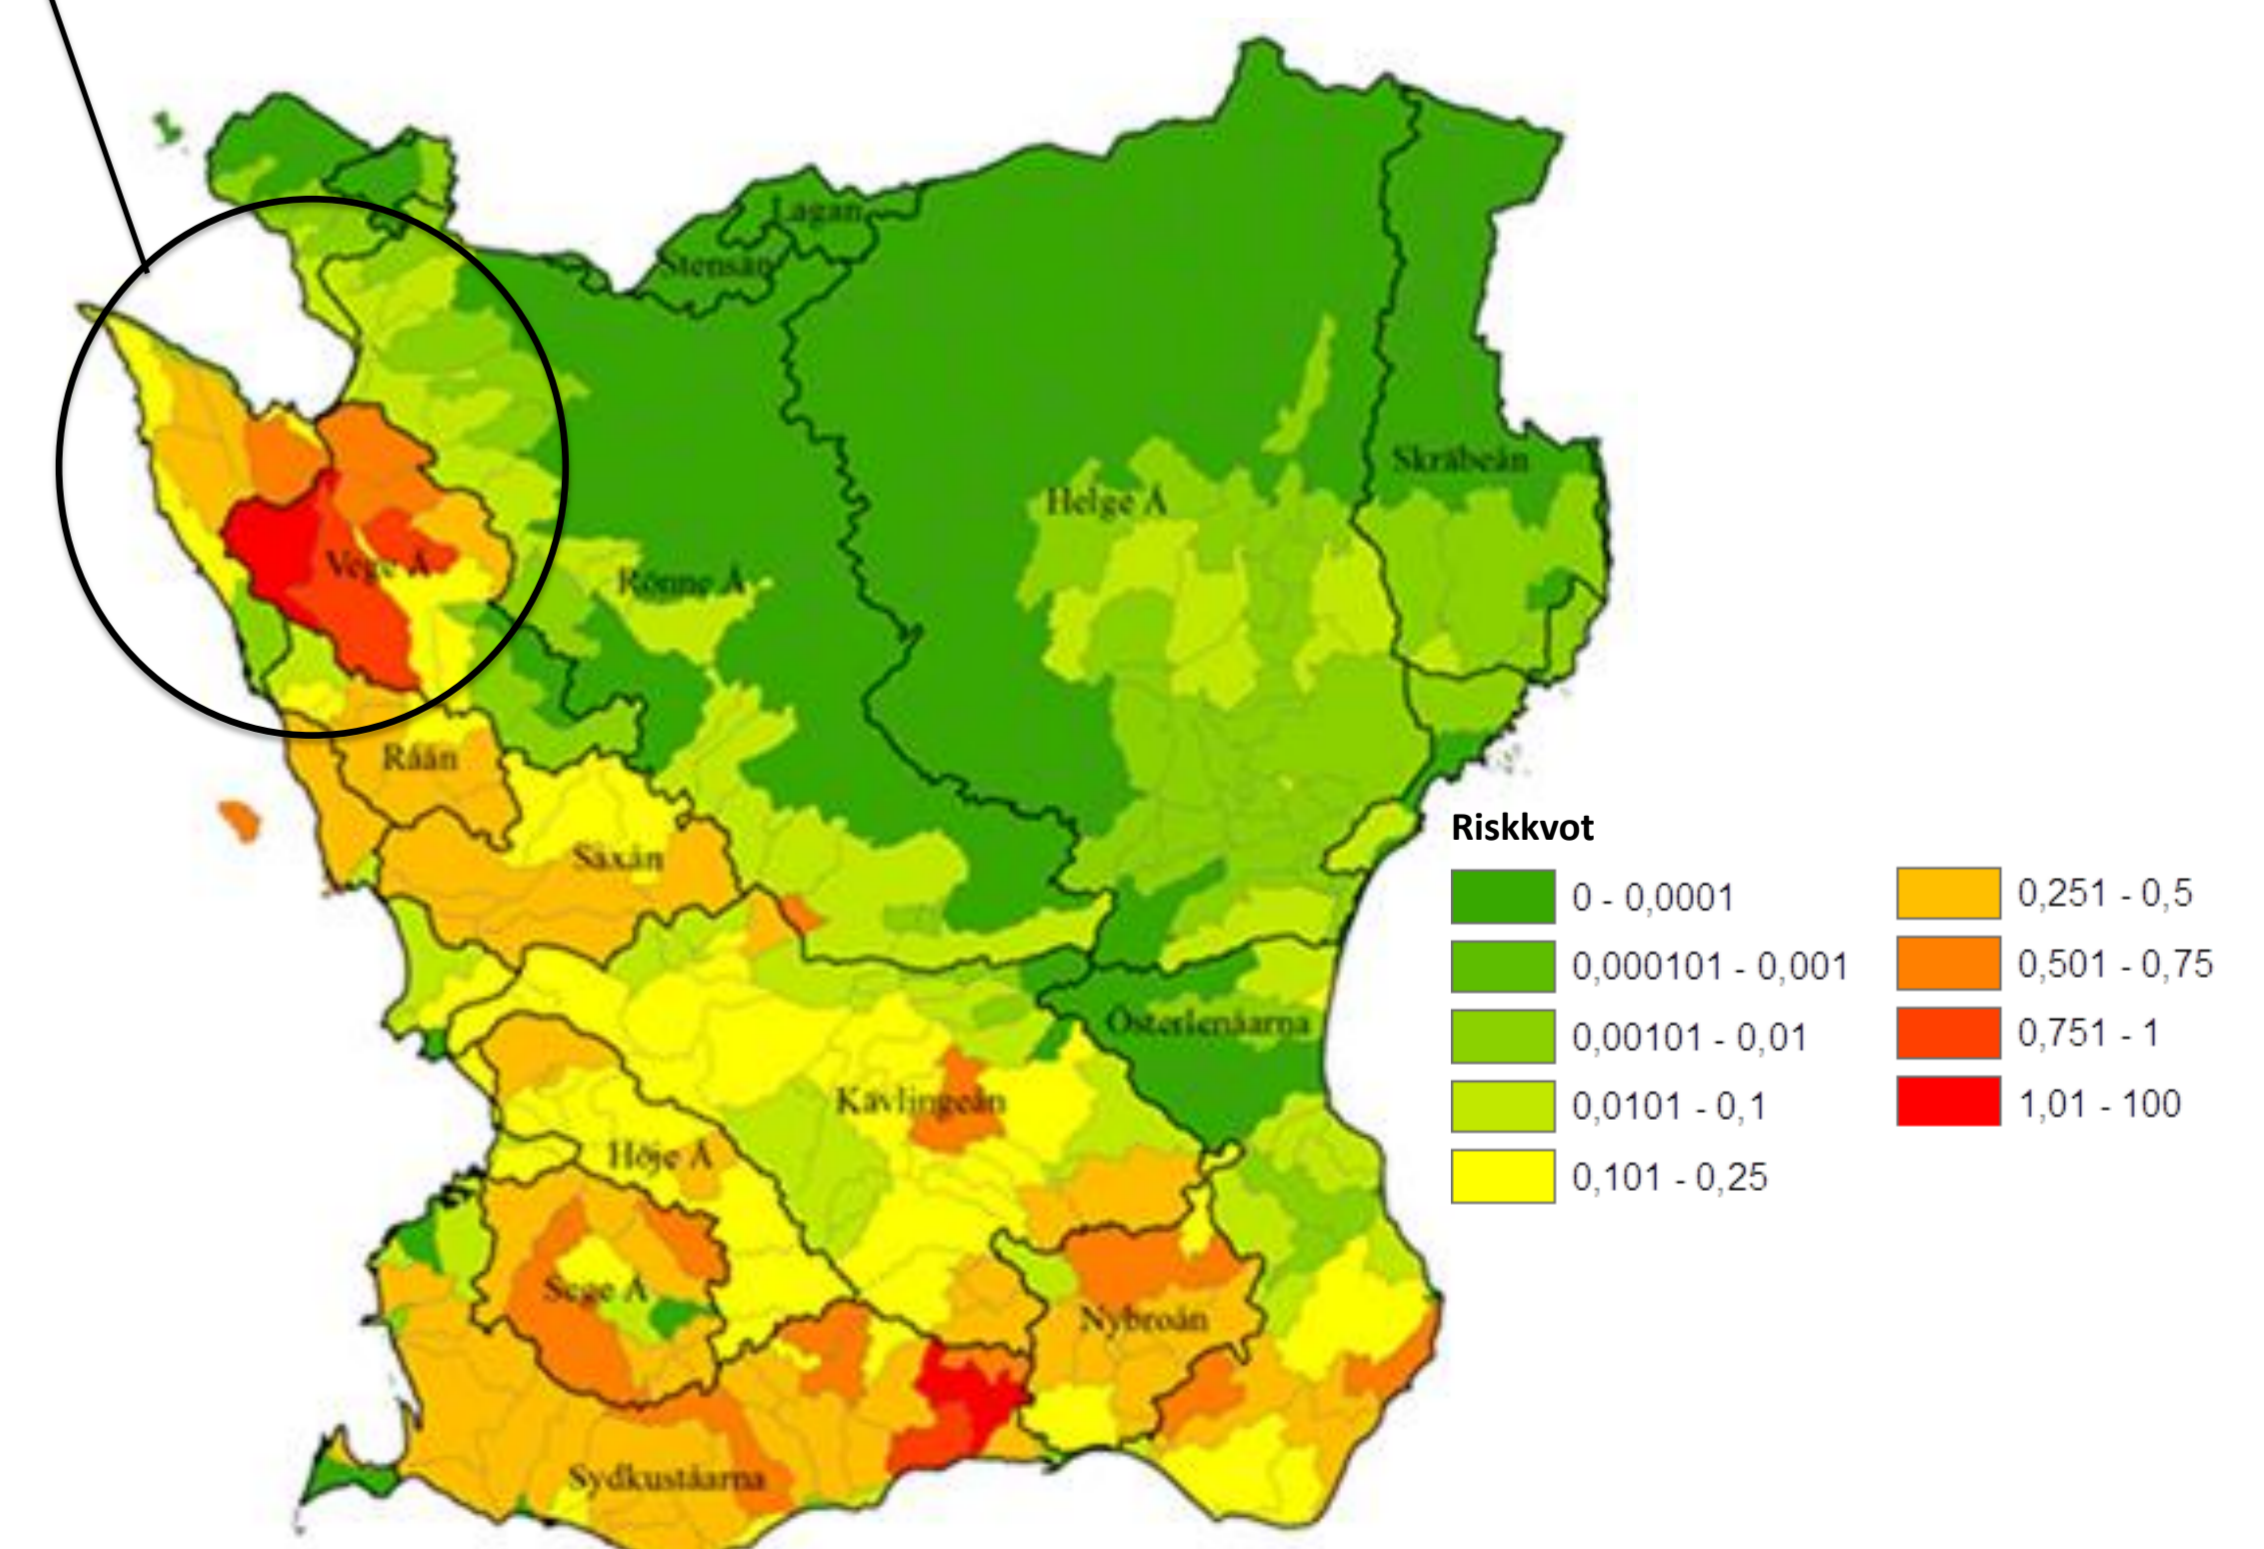 Lagan
Stensån
Skräbeån
Helge Å
Vege Å
Rönne Å
Råån
Säxån
Österlenåarna
Kävlingeån
Höje Å
Sege Å
Nybroån
Sydkuståarna
Riskkvot
0 - 0,0001
0,000101 - 0,001
0,00101 - 0,01
0,0101 - 0,1
0,101 - 0,25
0,251 - 0,5
0,501 - 0,75
0,751 - 1
1,01 - 100